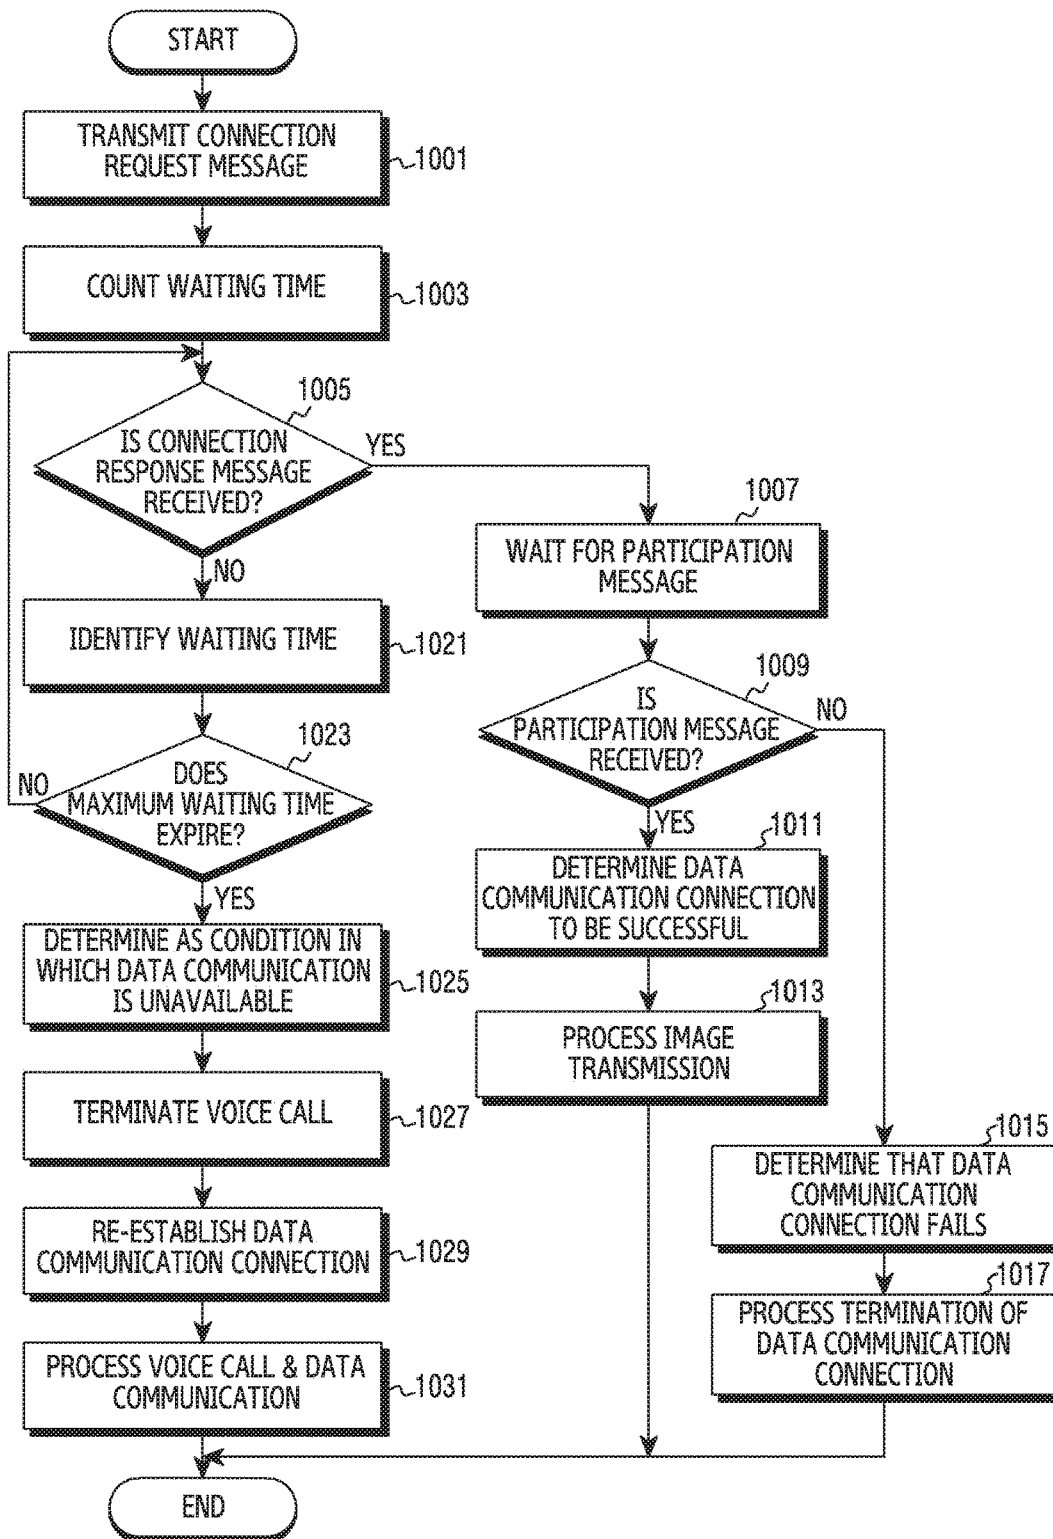 START
TRANSMIT CONNECTION
REQUEST MESSAGE
1001
COUNT WAITING TIME
1003
1005
IS CONNECTION
RESPONSE MESSAGE
RECEIVED?
YES
NO
1007
WAIT FOR PARTICIPATION
MESSAGE
IDENTIFY WAITING TIME
1021
1009
IS
PARTICIPATION MESSAGE
RECEIVED?
NO
YES
1023
DOES
MAXIMUM WAITING TIME
EXPIRE?
NO
YES
1011
DETERMINE DATA
COMMUNICATION CONNECTION
TO BE SUCCESSFUL
DETERMINE AS CONDITION IN
WHICH DATA COMMUNICATION
IS UNAVAILABLE
1025
1013
PROCESS IMAGE
TRANSMISSION
TERMINATE VOICE CALL
1027
1015
DETERMINE THAT DATA
COMMUNICATION
CONNECTION FAILS
RE-ESTABLISH DATA
COMMUNICATION CONNECTION
1029
1017
PROCESS TERMINATION OF
DATA COMMUNICATION
CONNECTION
PROCESS VOICE CALL & DATA
COMMUNICATION
1031
END